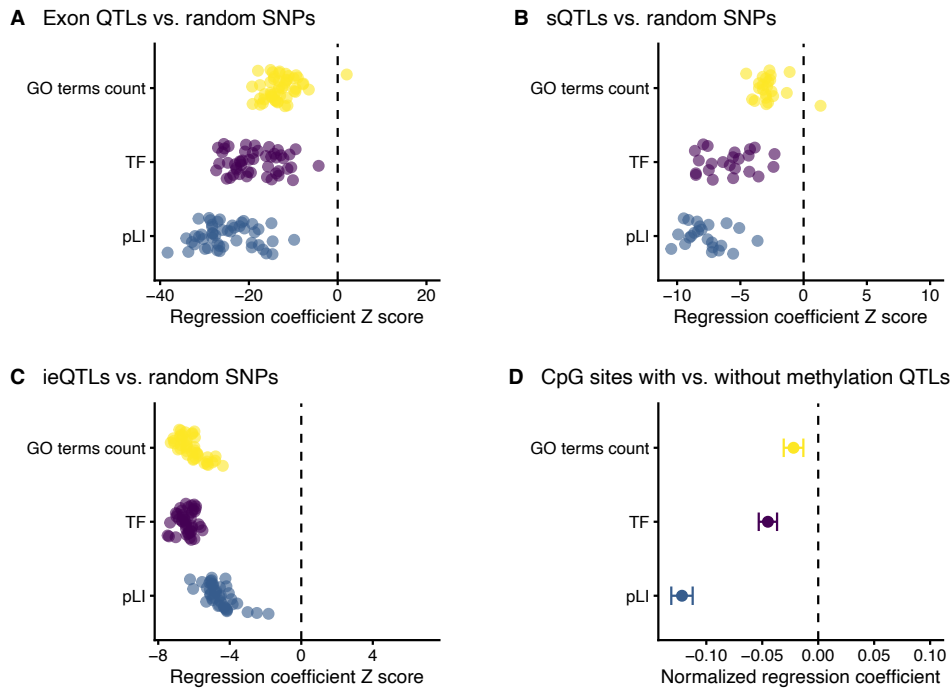 A Exon QTLs vs. random SNPs
GO terms count
TF
pLI
−40 −20 0 20
Regression coefficient Z score
B sQTLs vs. random SNPs
GO terms count
TF
pLI
−10 −5 0 5 10
Regression coefficient Z score
C ieQTLs vs. random SNPs
GO terms count
TF
pLI
−8 −4 0 4
Regression coefficient Z score
D CpG sites with vs. without methylation QTLs
GO terms count
TF
pLI
−0.10 −0.05 0.00 0.05 0.10
Normalized regression coefficient